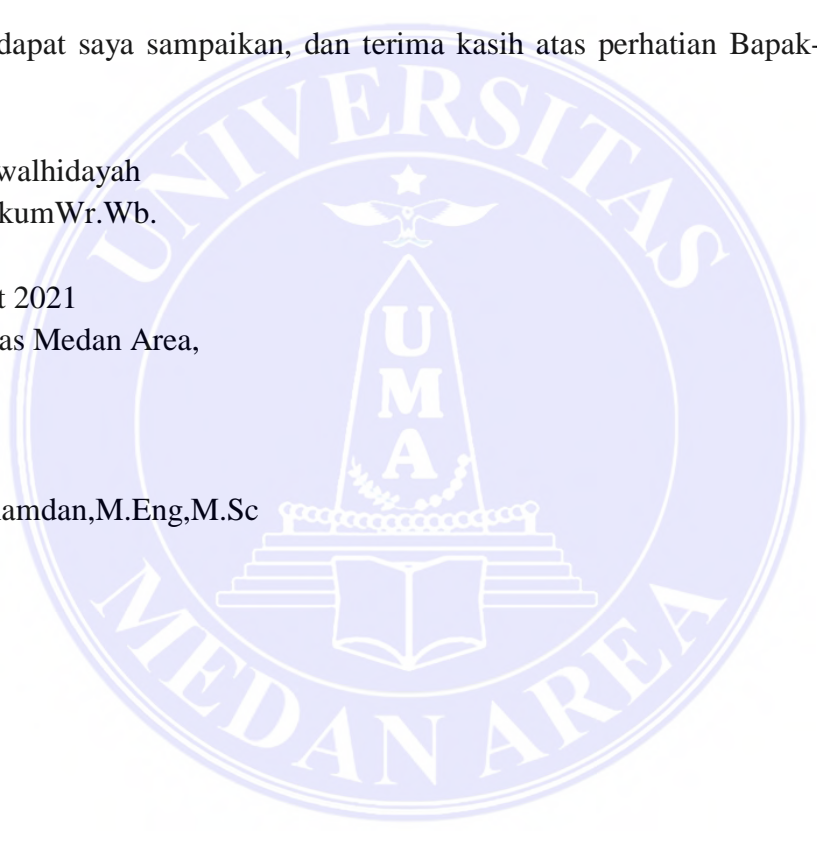 dapat saya sampaikan, dan terima kasih atas perhatian Bapak-
walhidayah
kumWr.Wb.
t 2021
as Medan Area,
amdan,M.Eng,M.Sc
UNIVERSITAS
UMA
MEDAN AREA